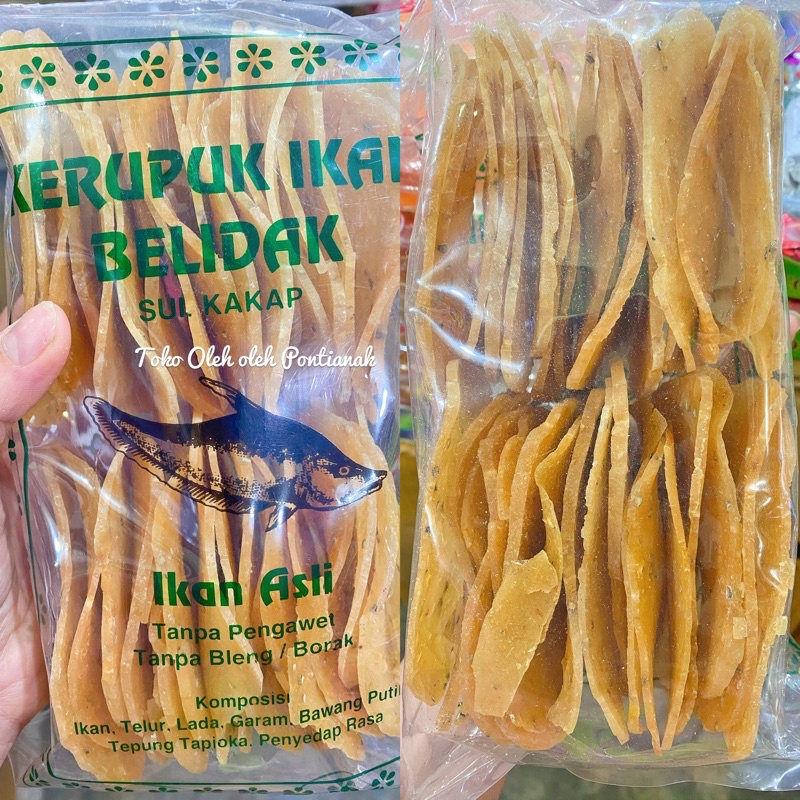 KERUPUK IKAN
BELIDAK
SUI. KAKAP
Toko Oleh oleh Pontianak
Ikan Asli
Tanpa Pengawet
Tanpa Bleng / Borak
Komposisi
Ikan, Telur, Lada, Garam, Bawang Putih
Tepung Tapioka, Penyedap Rasa